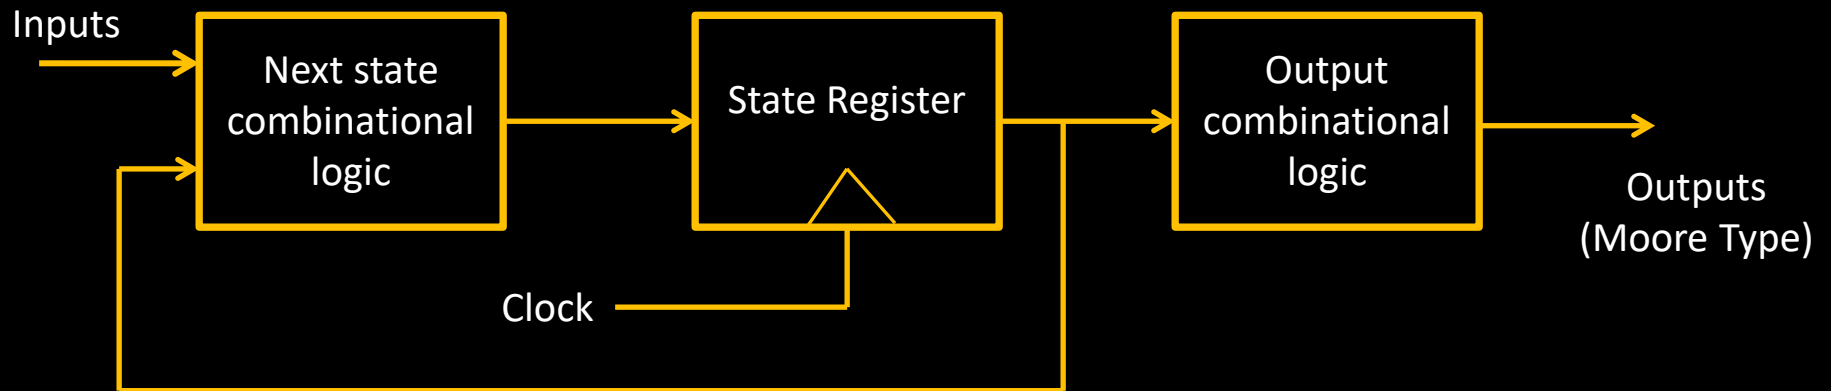 Inputs
Next state
combinational
logic
State Register
Clock
Output
combinational
logic
Outputs
(Moore Type)